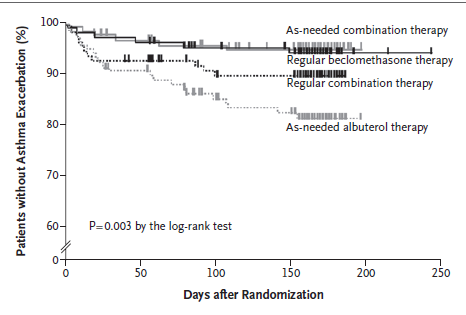 Patients without Asthma Exacerbation (%)
100
90
80
70
60
0
As-needed combination therapy
Regular beclomethasone therapy
Regular combination therapy
As-needed albuterol therapy
P=0.003 by the log-rank test
0 50 100 150 200 250
Days after Randomization